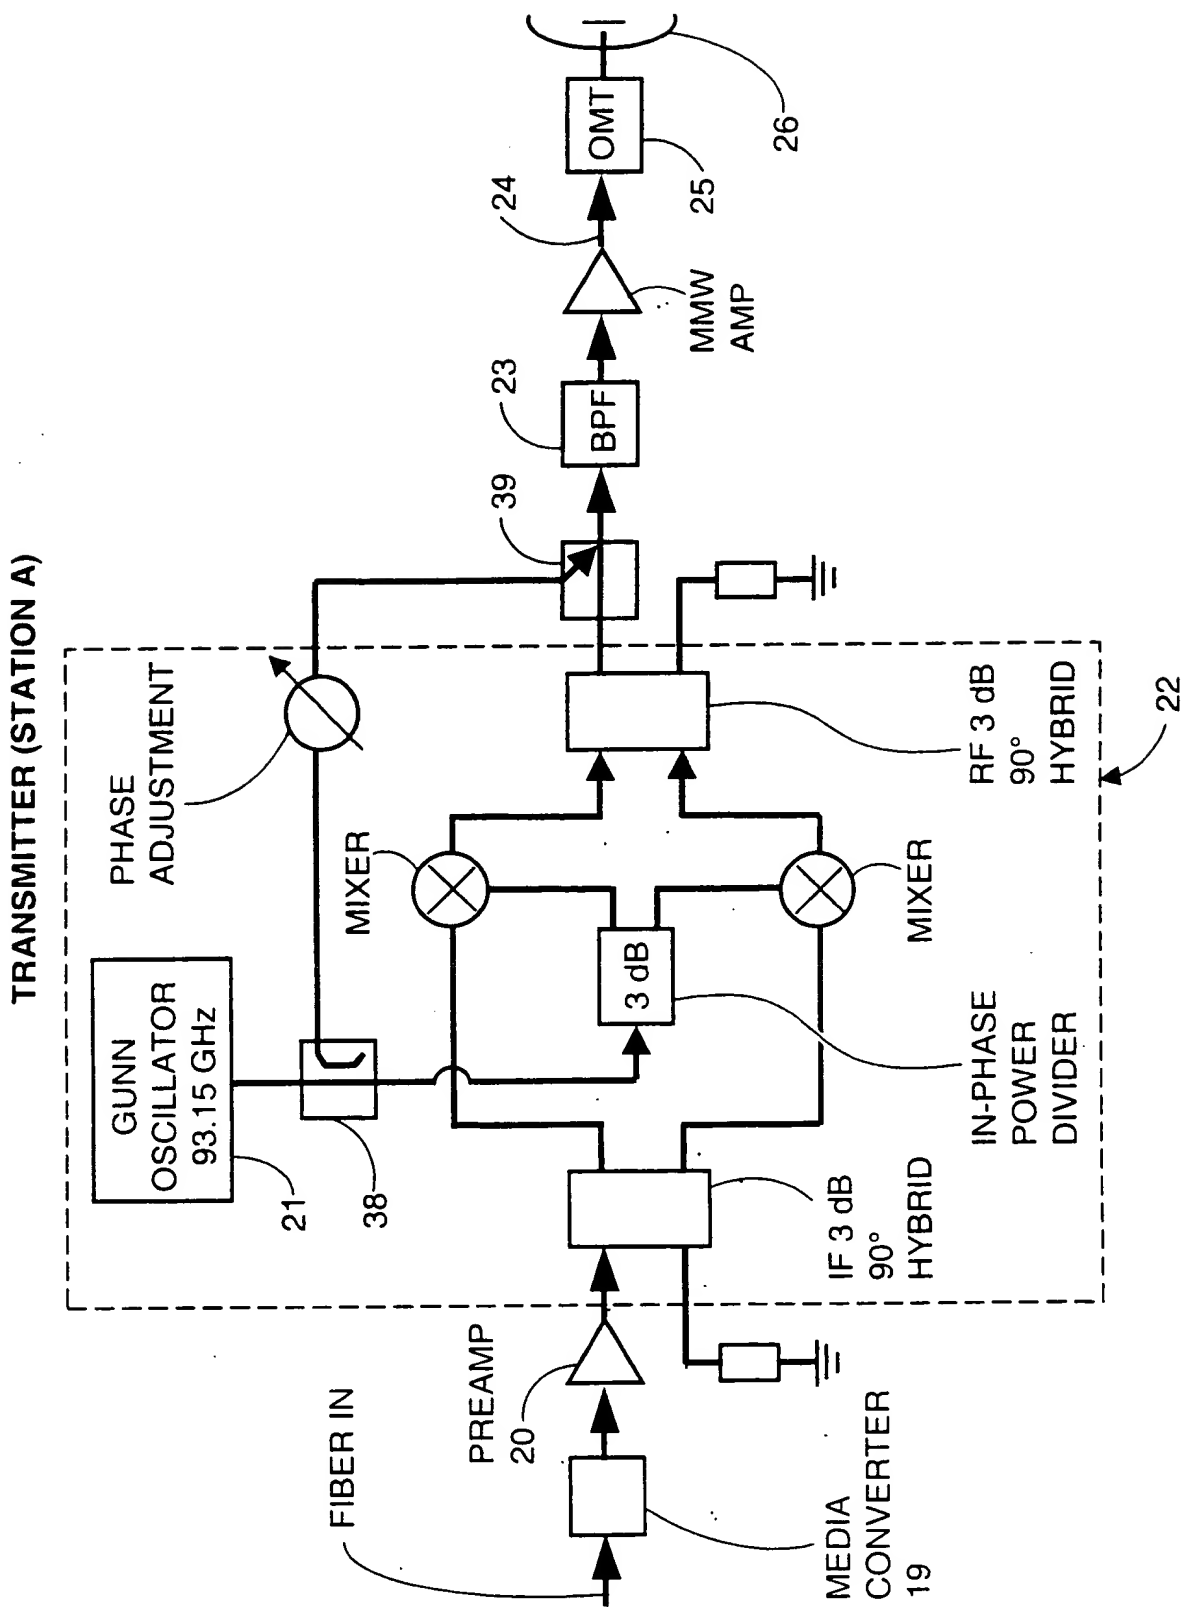 TRANSMITTER (STATION A)
GUNN
OSCILLATOR
93.15 GHz
21
38
PHASE
ADJUSTMENT
39
23
24
FIBER IN
PREAMP
20
MIXER
3 dB
BPF
OMT
MMW
AMP
25
26
MEDIA
CONVERTER
19
IF 3 dB
90°
HYBRID
IN-PHASE
POWER
DIVIDER
MIXER
RF 3 dB
90°
HYBRID
22